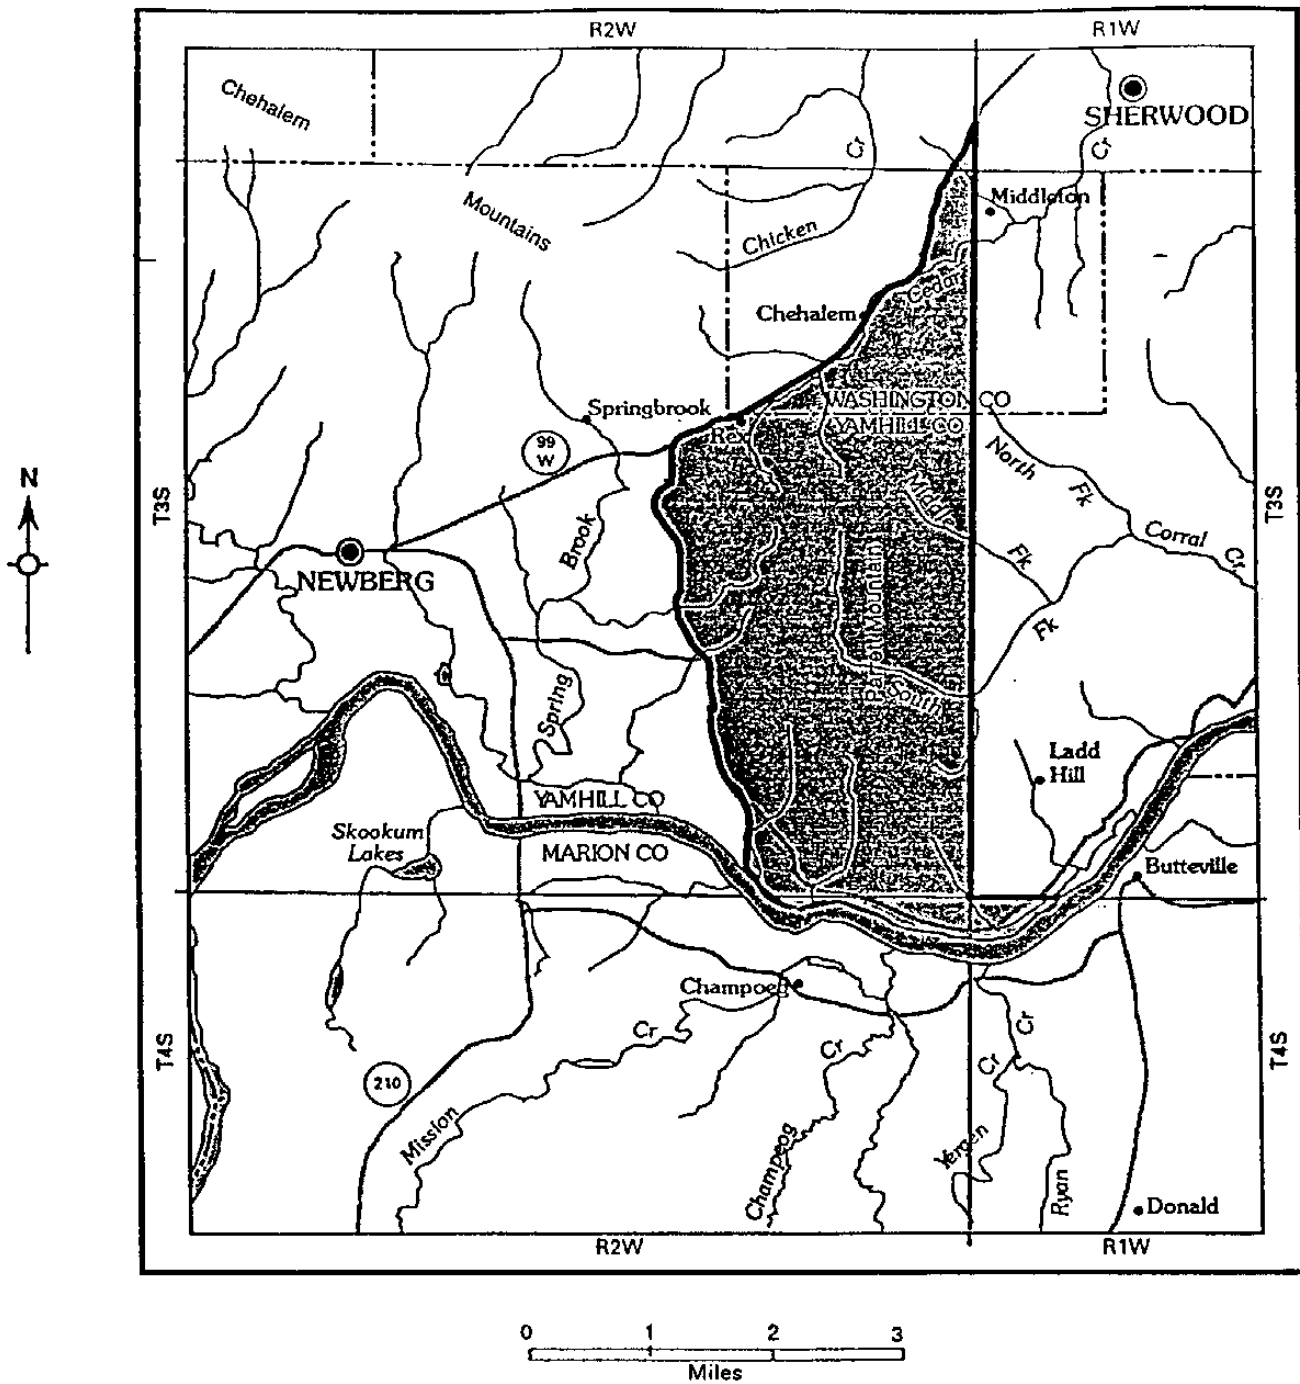 R2W
R1W
Chehalem
SHERWOOD
Cr
Cr
Middleton
Mountains
Chicken
Cedar
Chehalem
WASHINGTON CO
Springbrook
YAMHILL CO
Rex
99
W
North
Fk
N
T3S
T3S
Middle
Corral
Cr
Brook
Fk
NEWBERG
Parrett Mountain
Fk
Spring
South
Ladd
Hill
YAMHILL CO
Skookum
Lakes
MARION CO
Butteville
Champoeg
Cr
Cr
Cr
Cr
T4S
T4S
210
Mission
Champeog
Yergen
Ryan
Donald
R2W
R1W
0 1 2 3
Miles